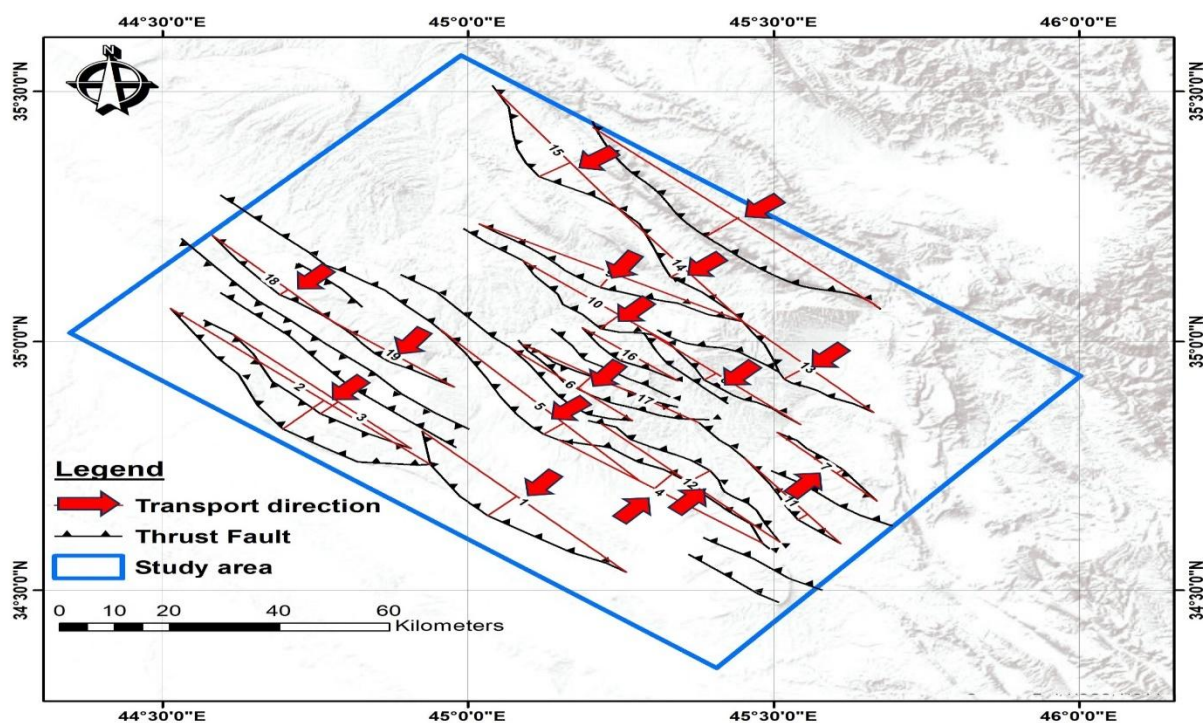 44°30'0"E 45°0'0"E 45°30'0"E 46°0'0"E
N
35°30'0"N 35°30'0"N
15
14
18
9
10
35°0'0"N 35°0'0"N
19
16
13
6
8
2
3
5
17
7
12
4
11
1
Legend
Transport direction
Thrust Fault
Study area
34°30'0"N 34°30'0"N
0 10 20 40 60
Kilometers
44°30'0"E 45°0'0"E 45°30'0"E 46°0'0"E